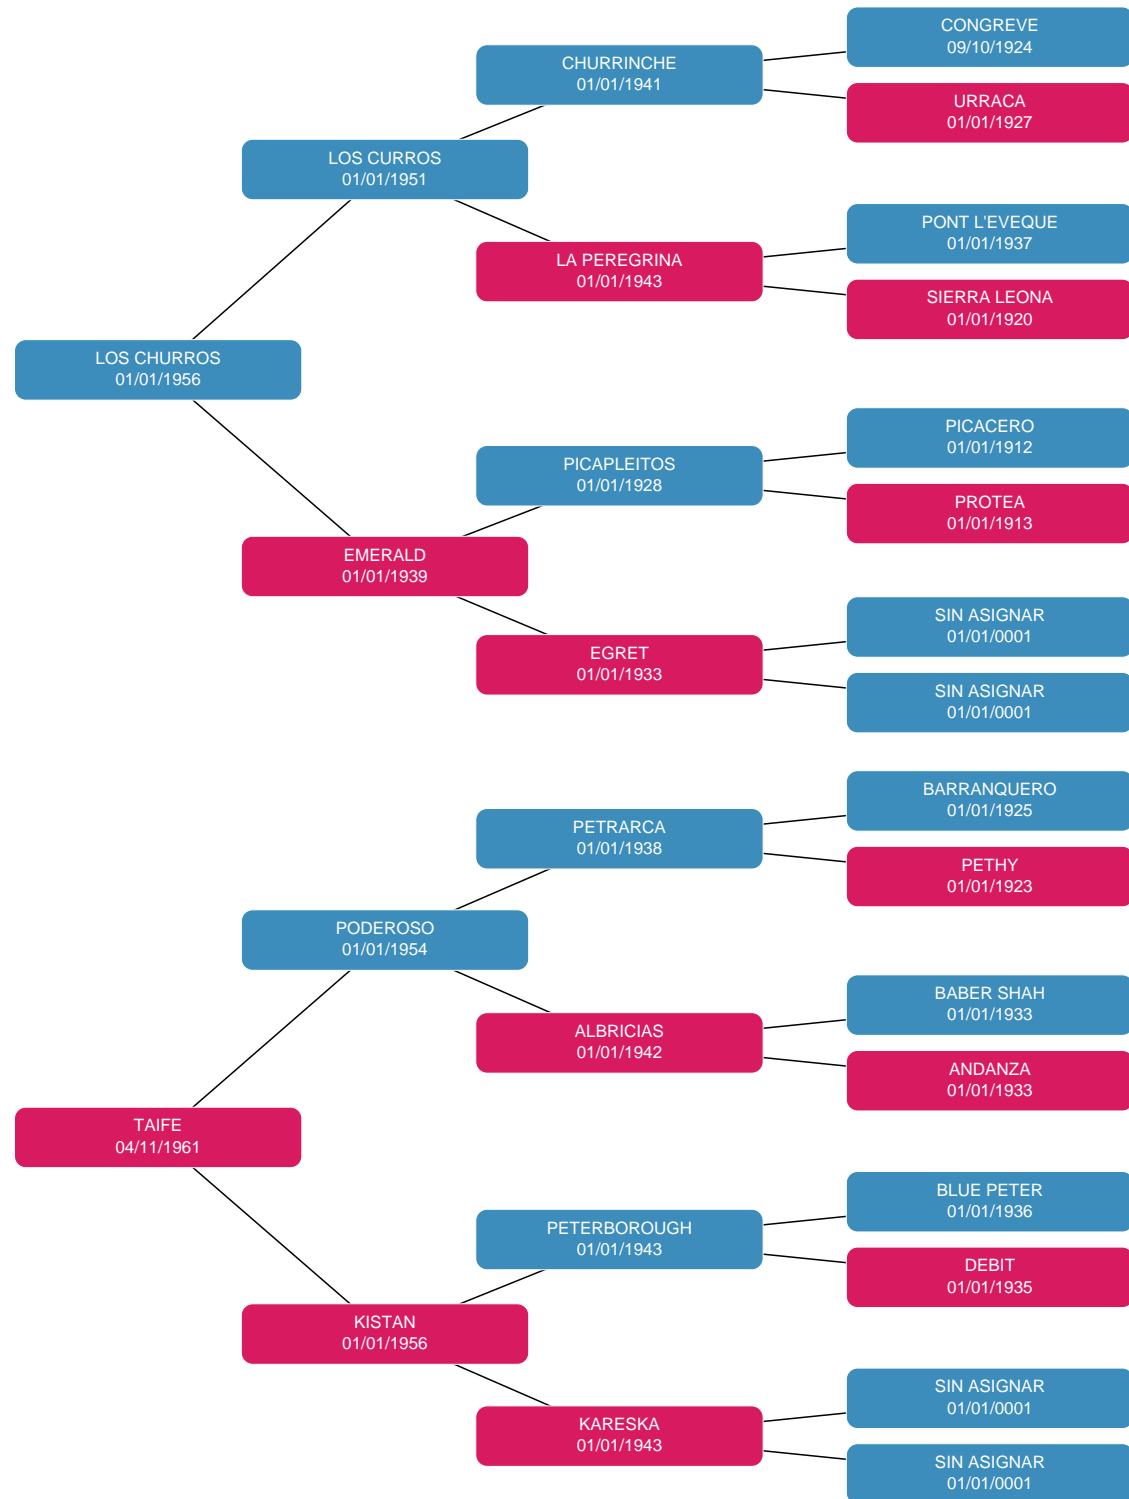 CONGREVE
09/10/1924
CHURRINCHE
01/01/1941
URRACA
01/01/1927
LOS CURROS
01/01/1951
PONT L'EVEQUE
01/01/1937
LA PEREGRINA
01/01/1943
SIERRA LEONA
01/01/1920
LOS CHURROS
01/01/1956
PICACERO
01/01/1912
PICAPLEITOS
01/01/1928
PROTEA
01/01/1913
EMERALD
01/01/1939
SIN ASIGNAR
01/01/0001
EGRET
01/01/1933
SIN ASIGNAR
01/01/0001
BARRANQUERO
01/01/1925
PETRARCA
01/01/1938
PETHY
01/01/1923
PODEROSO
01/01/1954
BABER SHAH
01/01/1933
ALBRICIAS
01/01/1942
ANDANZA
01/01/1933
TAIFE
04/11/1961
BLUE PETER
01/01/1936
PETERBOROUGH
01/01/1943
DEBIT
01/01/1935
KISTAN
01/01/1956
SIN ASIGNAR
01/01/0001
KARESKA
01/01/1943
SIN ASIGNAR
01/01/0001